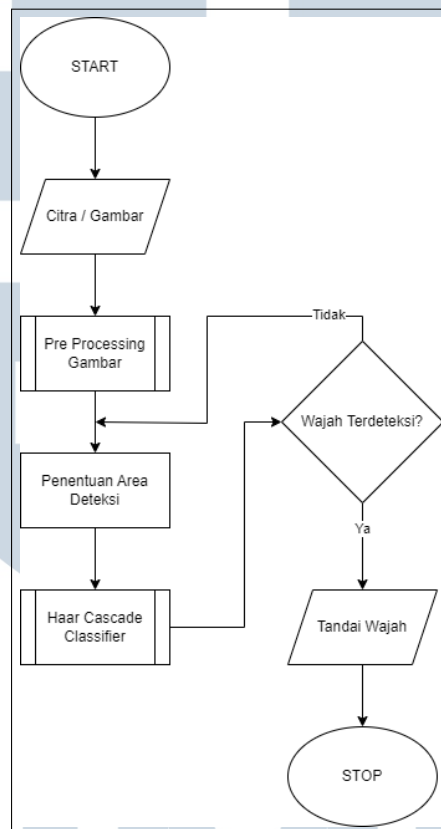 START
Citra / Gambar
Pre Processing
Gambar
Penentuan Area
Deteksi
Haar Cascade
Classifier
Tidak
Wajah Terdeteksi?
Ya
Tandai Wajah
STOP